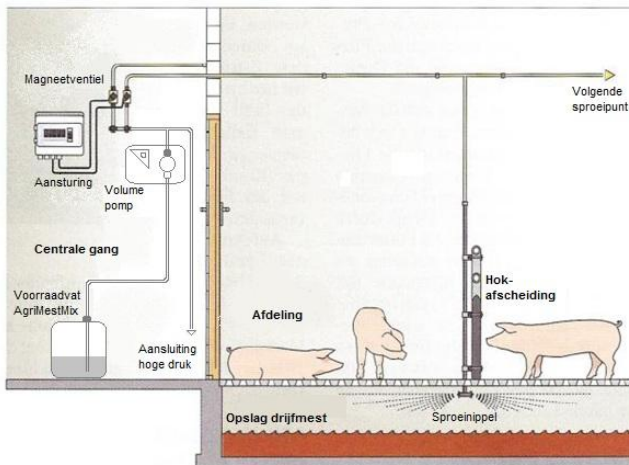 Magneetventiel
Volgende
sproeipunt
Aansturing
Volume
pomp
Centrale gang
Voorraadvat
AgriMestMix
Afdeling
Hok-
afscheiding
Aansluiting
hoge druk
Opslag drijfmest
Sproeinippel